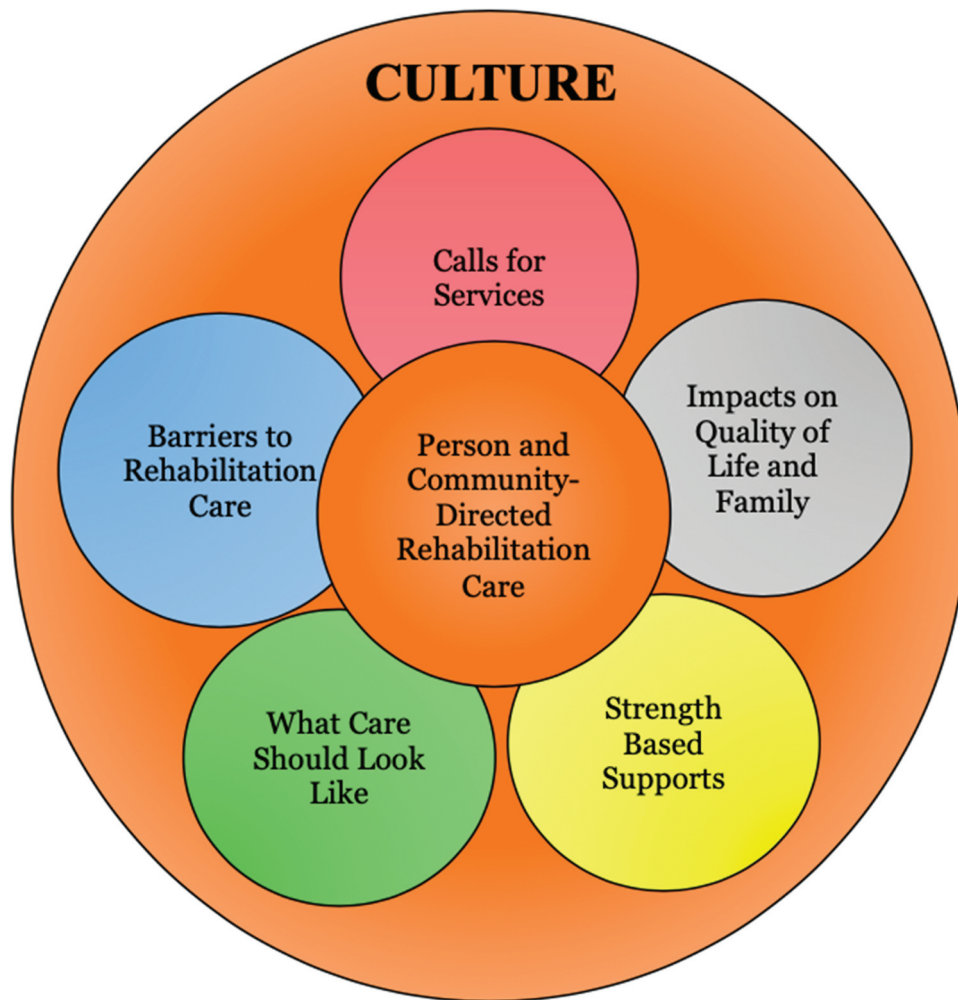 CULTURE
Calls for
Services
Impacts on
Quality of
Life and
Family
Barriers to
Rehabilitation
Care
Person and
Community-
Directed
Rehabilitation
Care
What Care
Should Look
Like
Strength
Based
Supports